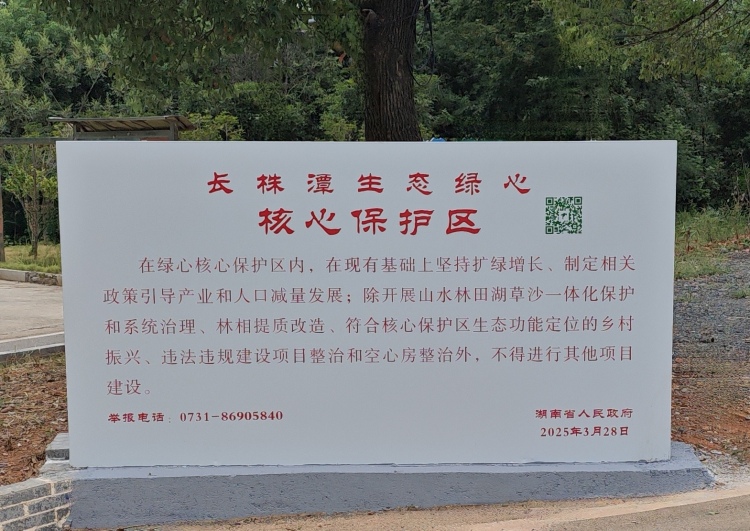 长株潭生态绿心
核心保护区
在绿心核心保护区内，在现有基础上坚持扩绿增长、制定相关
政策引导产业和人口减量发展；除开展山水林田湖草沙一体化保护
和系统治理、林相提质改造、符合核心保护区生态功能定位的乡村
振兴、违法违规建设项目整治和空心房整治外，不得进行其他项目
建设。
举报电话：0731-86905840
湖南省人民政府
2025年3月28日